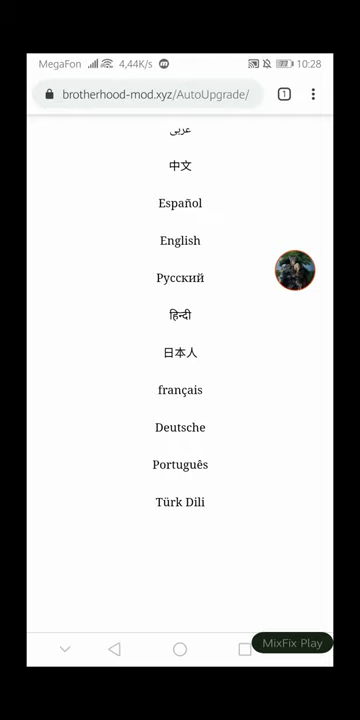 MegaFon 4,44K/s 10:28
brotherhood-mod.xyz/AutoUpgrade/ 1
عربى
中文
Español
English
Русский
हिन्दी
日本人
français
Deutsche
Português
Türk Dili
MixFix Play